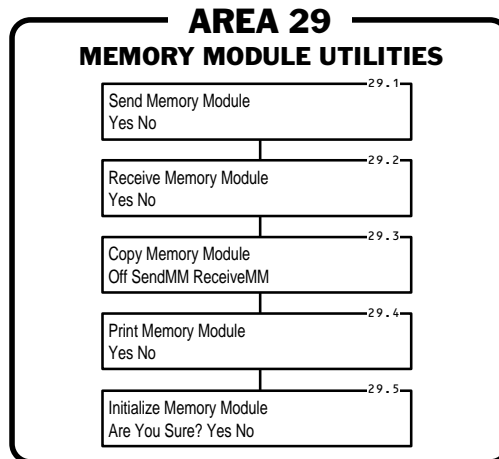 AREA 29
MEMORY MODULE UTILITIES
29.1
Send Memory Module
Yes No
29.2
Receive Memory Module
Yes No
29.3
Copy Memory Module
Off SendMM ReceiveMM
29.4
Print Memory Module
Yes No
29.5
Initialize Memory Module
Are You Sure? Yes No